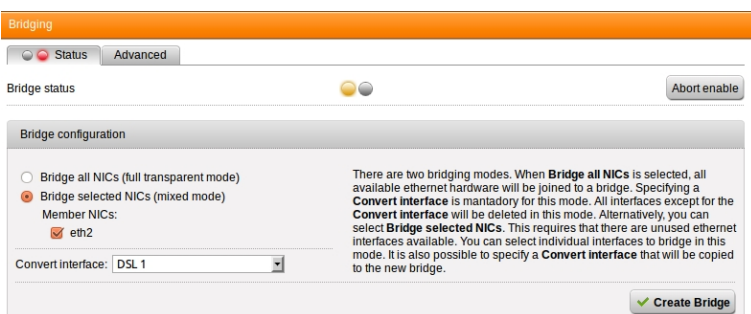 Bridging
Status Advanced
Bridge status Abort enable
Bridge configuration
Bridge all NICs (full transparent mode)
Bridge selected NICs (mixed mode)
Member NICs:
eth2
Convert interface: DSL 1
There are two bridging modes. When Bridge all NICs is selected, all
available ethernet hardware will be joined to a bridge. Specifying a
Convert interface is mantadory for this mode. All interfaces except for the
Convert interface will be deleted in this mode. Alternatively, you can
select Bridge selected NICs. This requires that there are unused ethernet
interfaces available. You can select individual interfaces to bridge in this
mode. It is also possible to specify a Convert interface that will be copied
to the new bridge.
Create Bridge